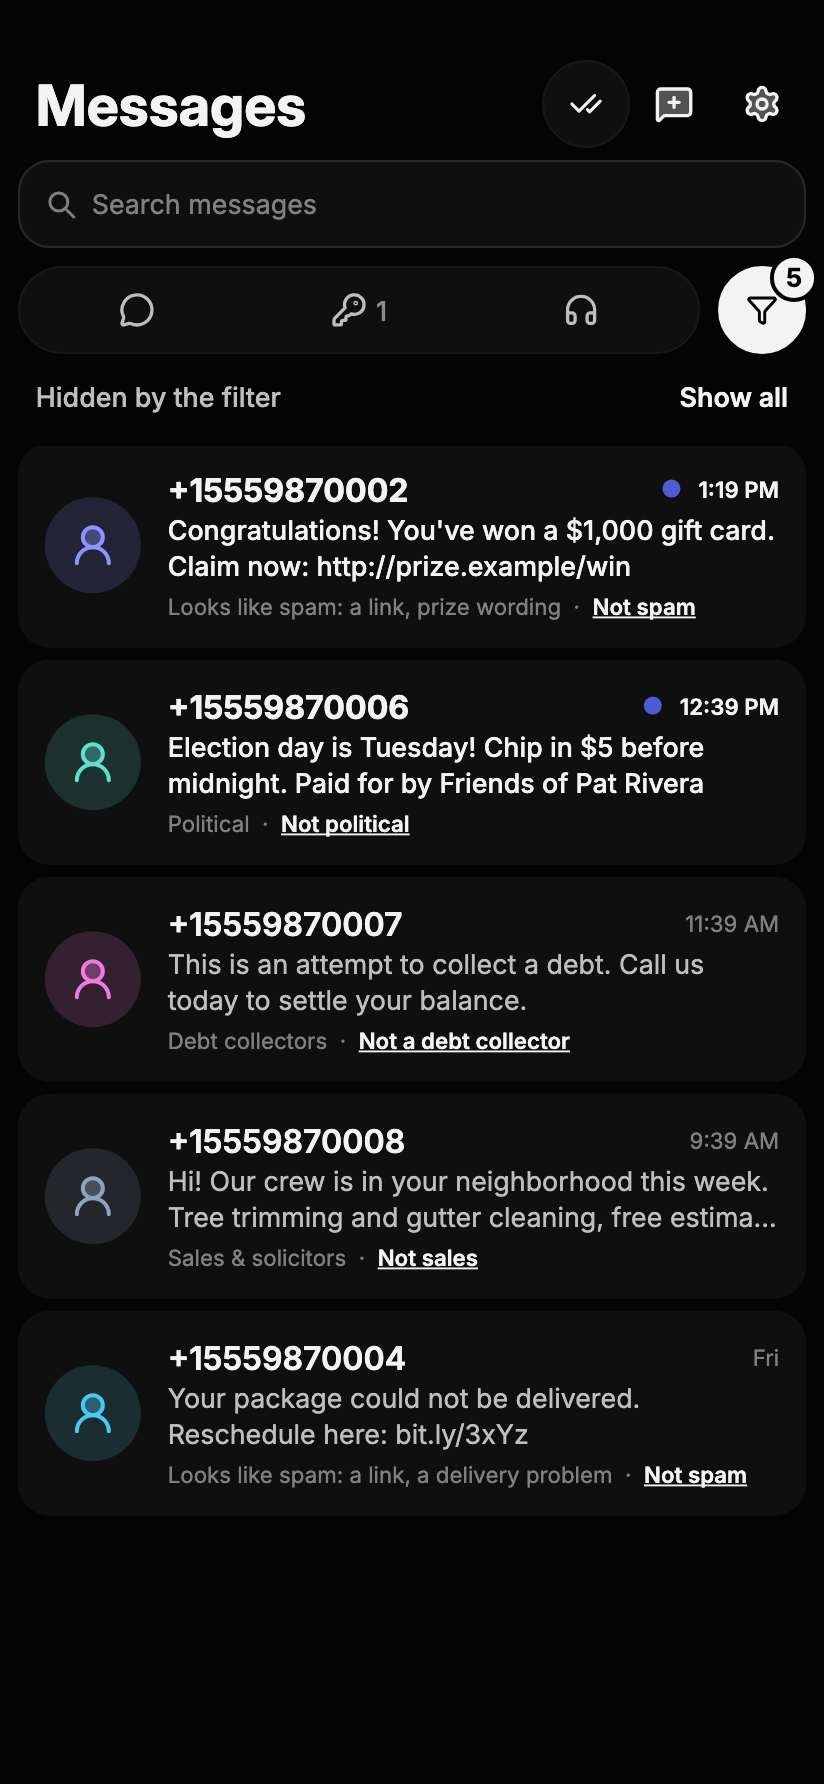 Messages
Search messages
1
5
Hidden by the filter
Show all
+15559870002
1:19 PM
Congratulations! You've won a $1,000 gift card.
Claim now: http://prize.example/win
Looks like spam: a link, prize wording · Not spam
+15559870006
12:39 PM
Election day is Tuesday! Chip in $5 before
midnight. Paid for by Friends of Pat Rivera
Political · Not political
+15559870007
11:39 AM
This is an attempt to collect a debt. Call us
today to settle your balance.
Debt collectors · Not a debt collector
+15559870008
9:39 AM
Hi! Our crew is in your neighborhood this week.
Tree trimming and gutter cleaning, free estima...
Sales & solicitors · Not sales
+15559870004
Fri
Your package could not be delivered.
Reschedule here: bit.ly/3xYz
Looks like spam: a link, a delivery problem · Not spam